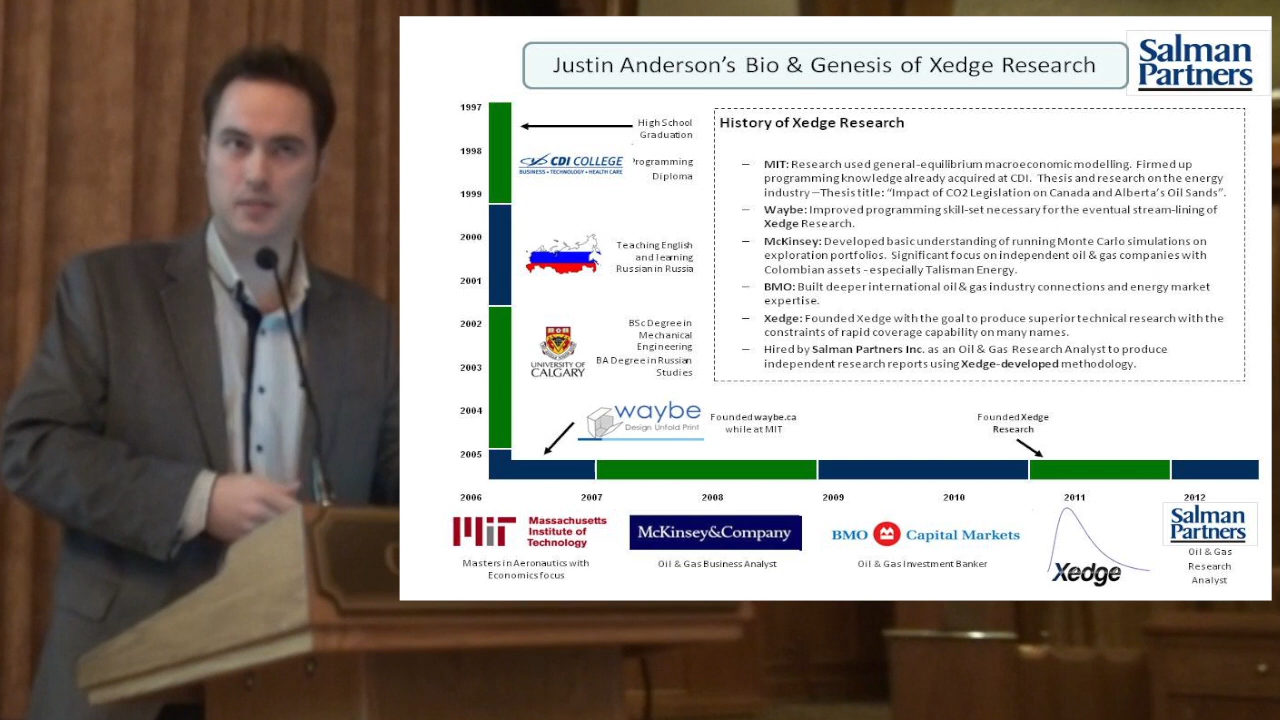 Justin Anderson's Bio & Genesis of Xedge Research
Salman
Partners
1997
1998
1999
2000
2001
2002
2003
2004
2005
High School
Graduation
CDI COLLEGE
BUSINESS • TECHNOLOGY • HEALTH CARE
Programming
Diploma
Teaching English
and learning
Russian in Russia
UNIVERSITY OF
CALGARY
BSc Degree in
Mechanical
Engineering
BA Degree in Russian
Studies
History of Xedge Research
– MIT: Research used general-equilibrium macroeconomic modelling. Firmed up
programming knowledge already acquired at CDI. Thesis and research on the energy
industry – Thesis title: "Impact of CO2 Legislation on Canada and Alberta's Oil Sands".
– Waybe: Improved programming skill-set necessary for the eventual stream-lining of
Xedge Research.
– McKinsey: Developed basic understanding of running Monte Carlo simulations on
exploration portfolios. Significant focus on independent oil & gas companies with
Colombian assets - especially Talisman Energy.
– BMO: Built deeper international oil & gas industry connections and energy market
expertise.
– Xedge: Founded Xedge with the goal to produce superior technical research with the
constraints of rapid coverage capability on many names.
– Hired by Salman Partners Inc. as an Oil & Gas Research Analyst to produce
independent research reports using Xedge-developed methodology.
waybe
Design Unfold Print
Founded waybe.ca
while at MIT
Founded Xedge
Research
2006 2007 2008 2009 2010 2011 2012
MIT Massachusetts
Institute of
Technology
Masters in Aeronautics with
Economics focus
McKinsey&Company
Oil & Gas Business Analyst
BMO Capital Markets
Oil & Gas Investment Banker
Xedge
Salman
Partners
Oil & Gas
Research
Analyst